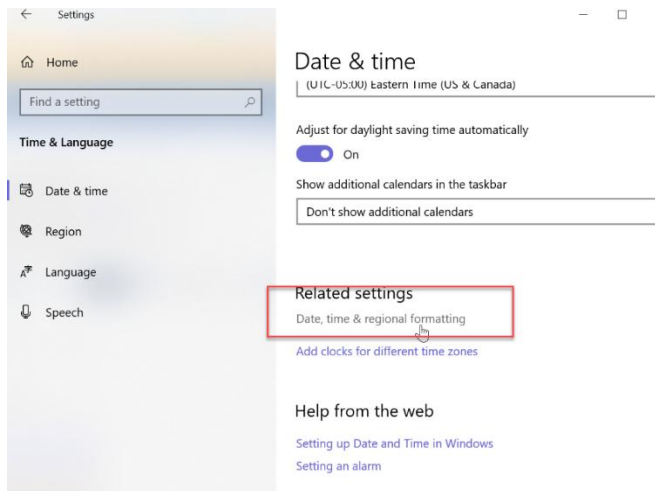 Settings
Home
Find a setting
Time & Language
Date & time
Region
Language
Speech
Date & time
(UTC-05:00) Eastern Time (US & Canada)
Adjust for daylight saving time automatically
On
Show additional calendars in the taskbar
Don't show additional calendars
Related settings
Date, time & regional formatting
Add clocks for different time zones
Help from the web
Setting up Date and Time in Windows
Setting an alarm